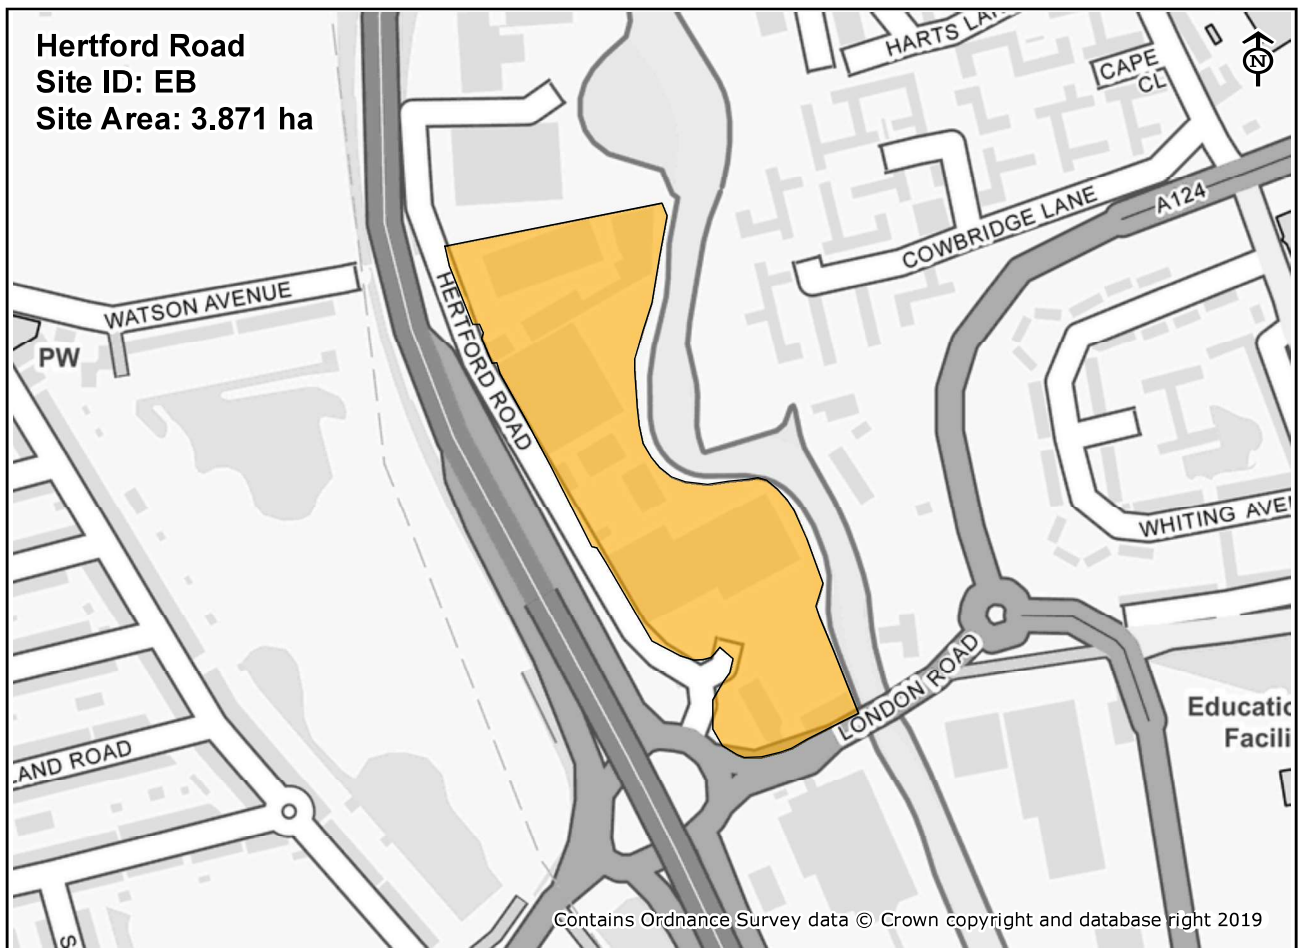 Hertford Road
Site ID: EB
Site Area: 3.871 ha
N
HARTS LAN
CAPE
CL
A124
COWBRIDGE LANE
WATSON AVENUE
PW
HERTFORD ROAD
WHITING AVE
LONDON ROAD
Educatio
Facili
LAND ROAD
S
Contains Ordnance Survey data © Crown copyright and database right 2019